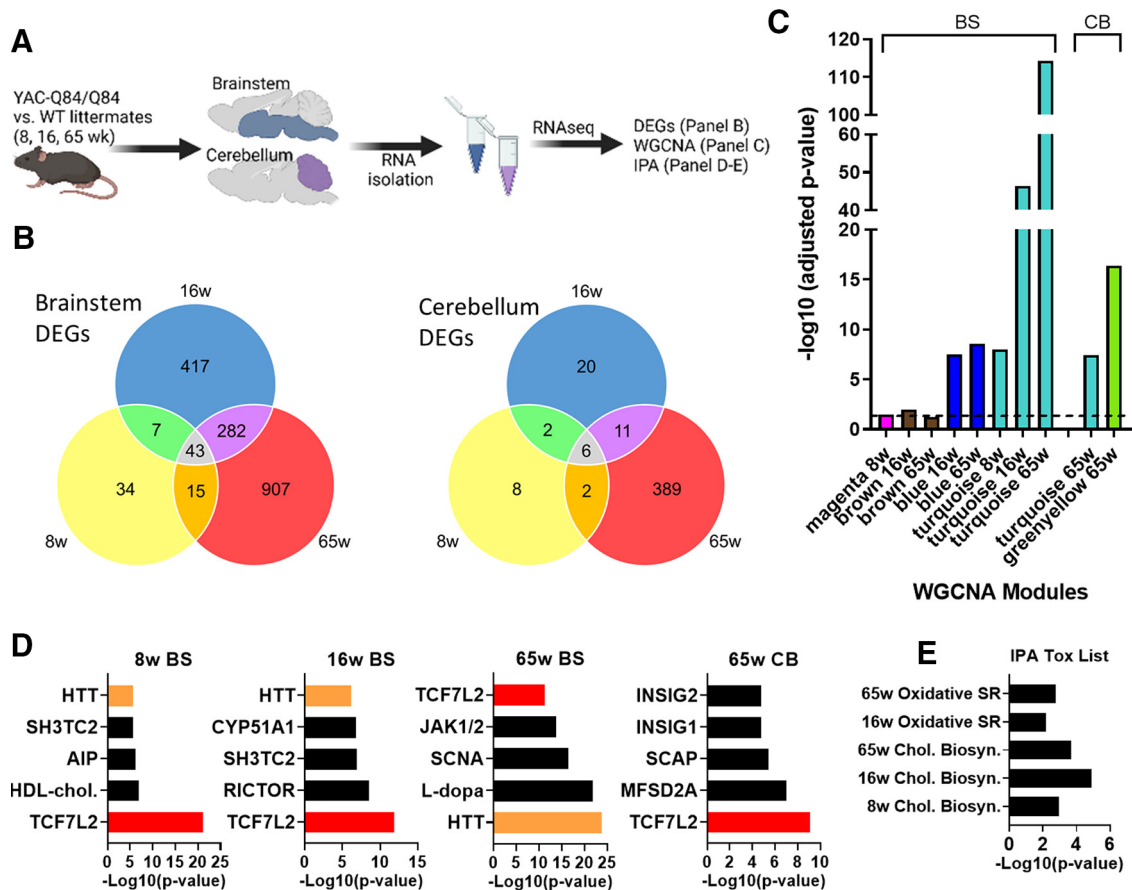 A
YAC-Q84/Q84
vs. WT littermates
(8, 16, 65 wk)
Brainstem
Cerebellum
RNA
isolation
RNAseq
DEGs (Panel B)
WGCNA (Panel C)
IPA (Panel D-E)
B
Brainstem
DEGs
16w
417
7
282
43
34
15
907
8w
65w
Cerebellum
DEGs
16w
20
2
11
6
8
2
389
8w
65w
C
BS
CB
-log10 (adjusted p-value)
120
110
100
60
50
40
20
15
10
5
0
magenta 8w
brown 16w
brown 65w
blue 16w
blue 65w
turquoise 8w
turquoise 16w
turquoise 65w
turquoise 65w
greenyellow 65w
WGCNA Modules
D
8w BS
HTT
SH3TC2
AIP
HDL-chol.
TCF7L2
0 5 10 15 20 25
-Log10(p-value)
16w BS
HTT
CYP51A1
SH3TC2
RICTOR
TCF7L2
0 5 10 15
-Log10(p-value)
65w BS
TCF7L2
JAK1/2
SCNA
L-dopa
HTT
0 5 10 15 20 25
-Log10(p-value)
65w CB
INSIG2
INSIG1
SCAP
MFSD2A
TCF7L2
0 2 4 6 8 10
-Log10(p-value)
E
IPA Tox List
65w Oxidative SR
16w Oxidative SR
65w Chol. Biosyn.
16w Chol. Biosyn.
8w Chol. Biosyn.
0 2 4 6
-Log10(p-value)